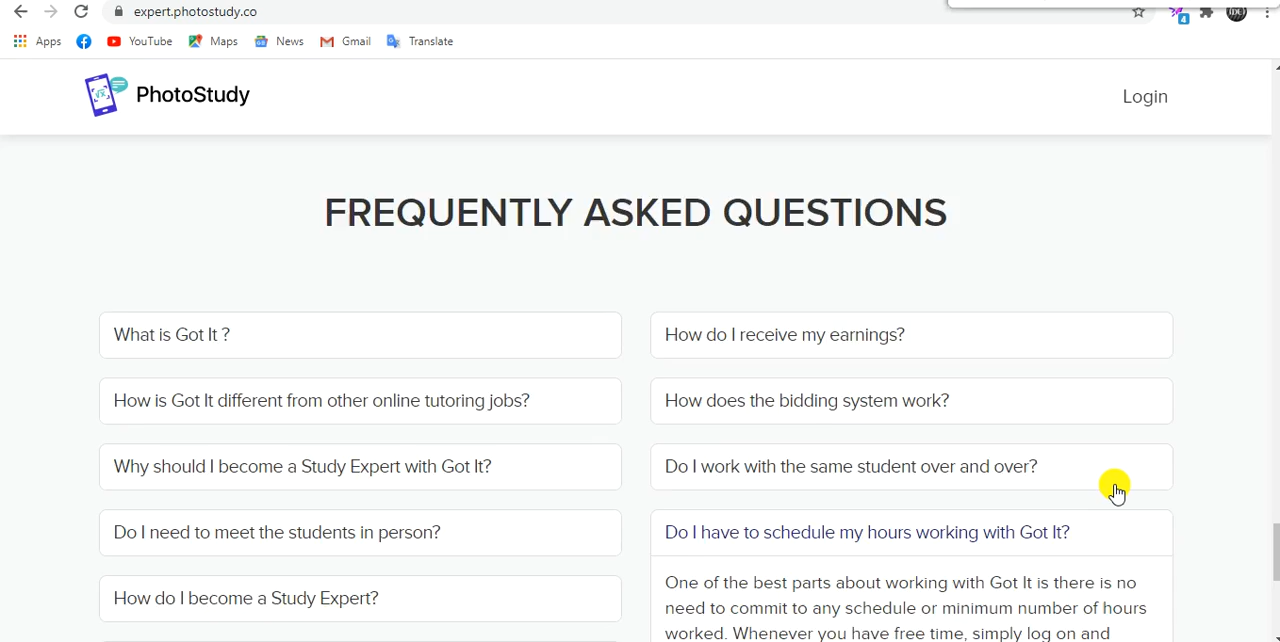 expert.photostudy.co
4
Apps YouTube Maps News Gmail Translate
PhotoStudy
Login
FREQUENTLY ASKED QUESTIONS
What is Got It ?
How is Got It different from other online tutoring jobs?
Why should I become a Study Expert with Got It?
Do I need to meet the students in person?
How do I become a Study Expert?
How do I receive my earnings?
How does the bidding system work?
Do I work with the same student over and over?
Do I have to schedule my hours working with Got It?
One of the best parts about working with Got It is there is no
need to commit to any schedule or minimum number of hours
worked. Whenever you have free time, simply log on and